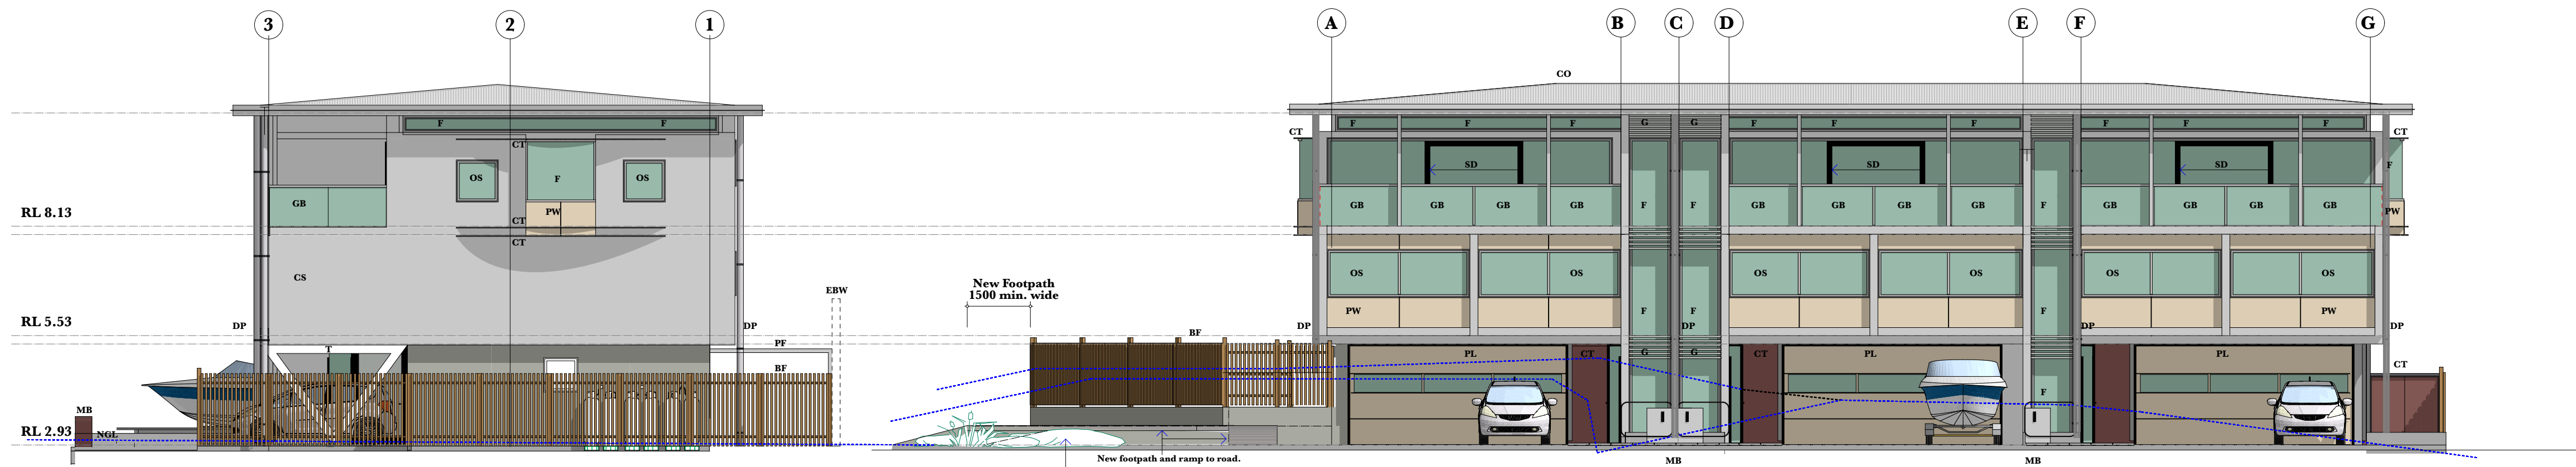 3 2 1 A B C D E F G
CO
F F F F F G G F F F F F F
CT CT CT
OS F OS SD SD SD F
GB PW GB GB GB GB F F GB GB GB GB F GB GB GB GB PW
RL 8.13
CT
CT
CS OS OS OS OS OS OS
New Footpath
1500 min. wide
EBW
PW F F F PW
RL 5.53
DP DP BF DP DP DP DP
PF
T PL CT G G CT PL PL
BF CT
F
MB
RL 2.93 NGL
New footpath and ramp to road.
MB MB